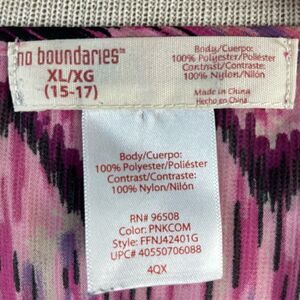 no boundaries™
XL/XG
(15-17)
Body/Cuerpo:
100% Polyester/Poliéster
Contrast/Contraste:
100% Nylon/Nilón
Made in China
Hecho en China
Body/Cuerpo:
100% Polyester/Poliéster
Contrast/Contraste:
100% Nylon/Nilón
RN# 96508
Color: PNKCOM
Style: FFNJ42401G
UPC# 40550706088
4QX